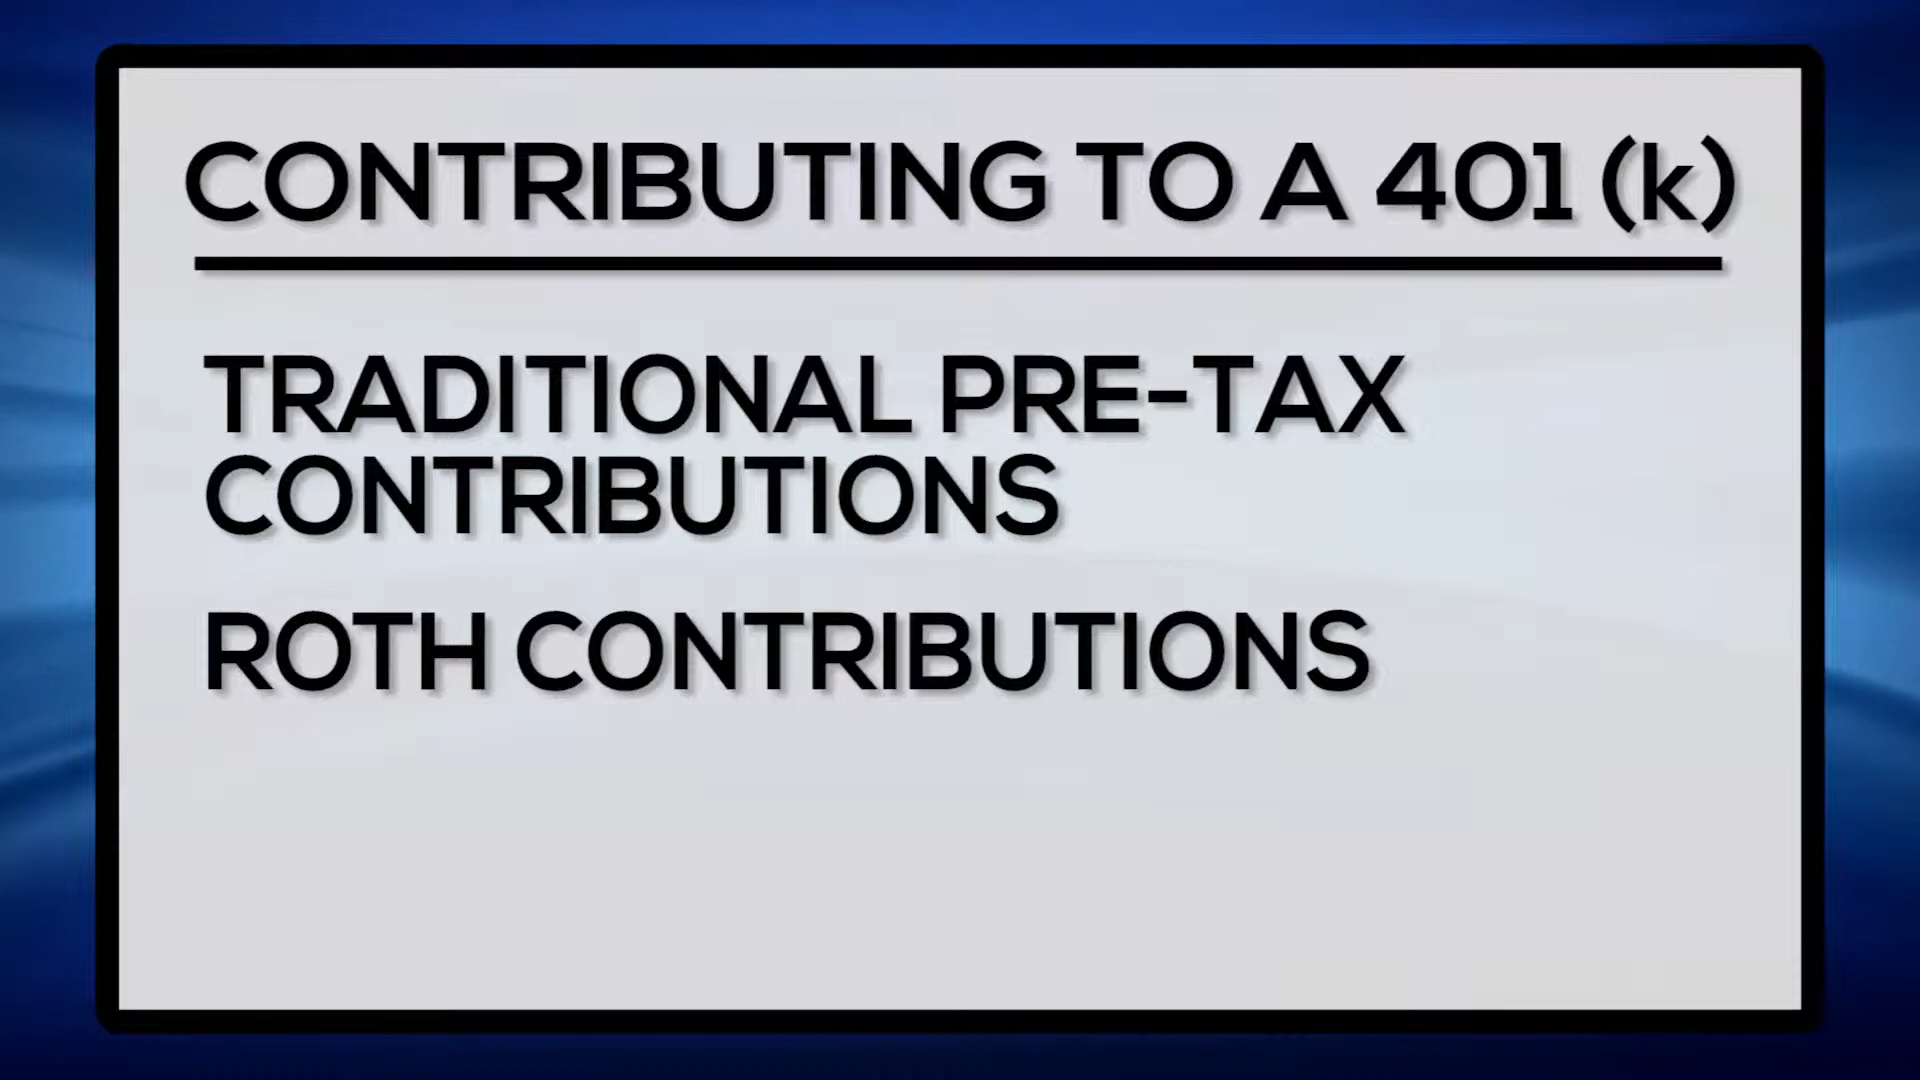 CONTRIBUTING TO A 401 (k)
TRADITIONAL PRE-TAX
CONTRIBUTIONS
ROTH CONTRIBUTIONS